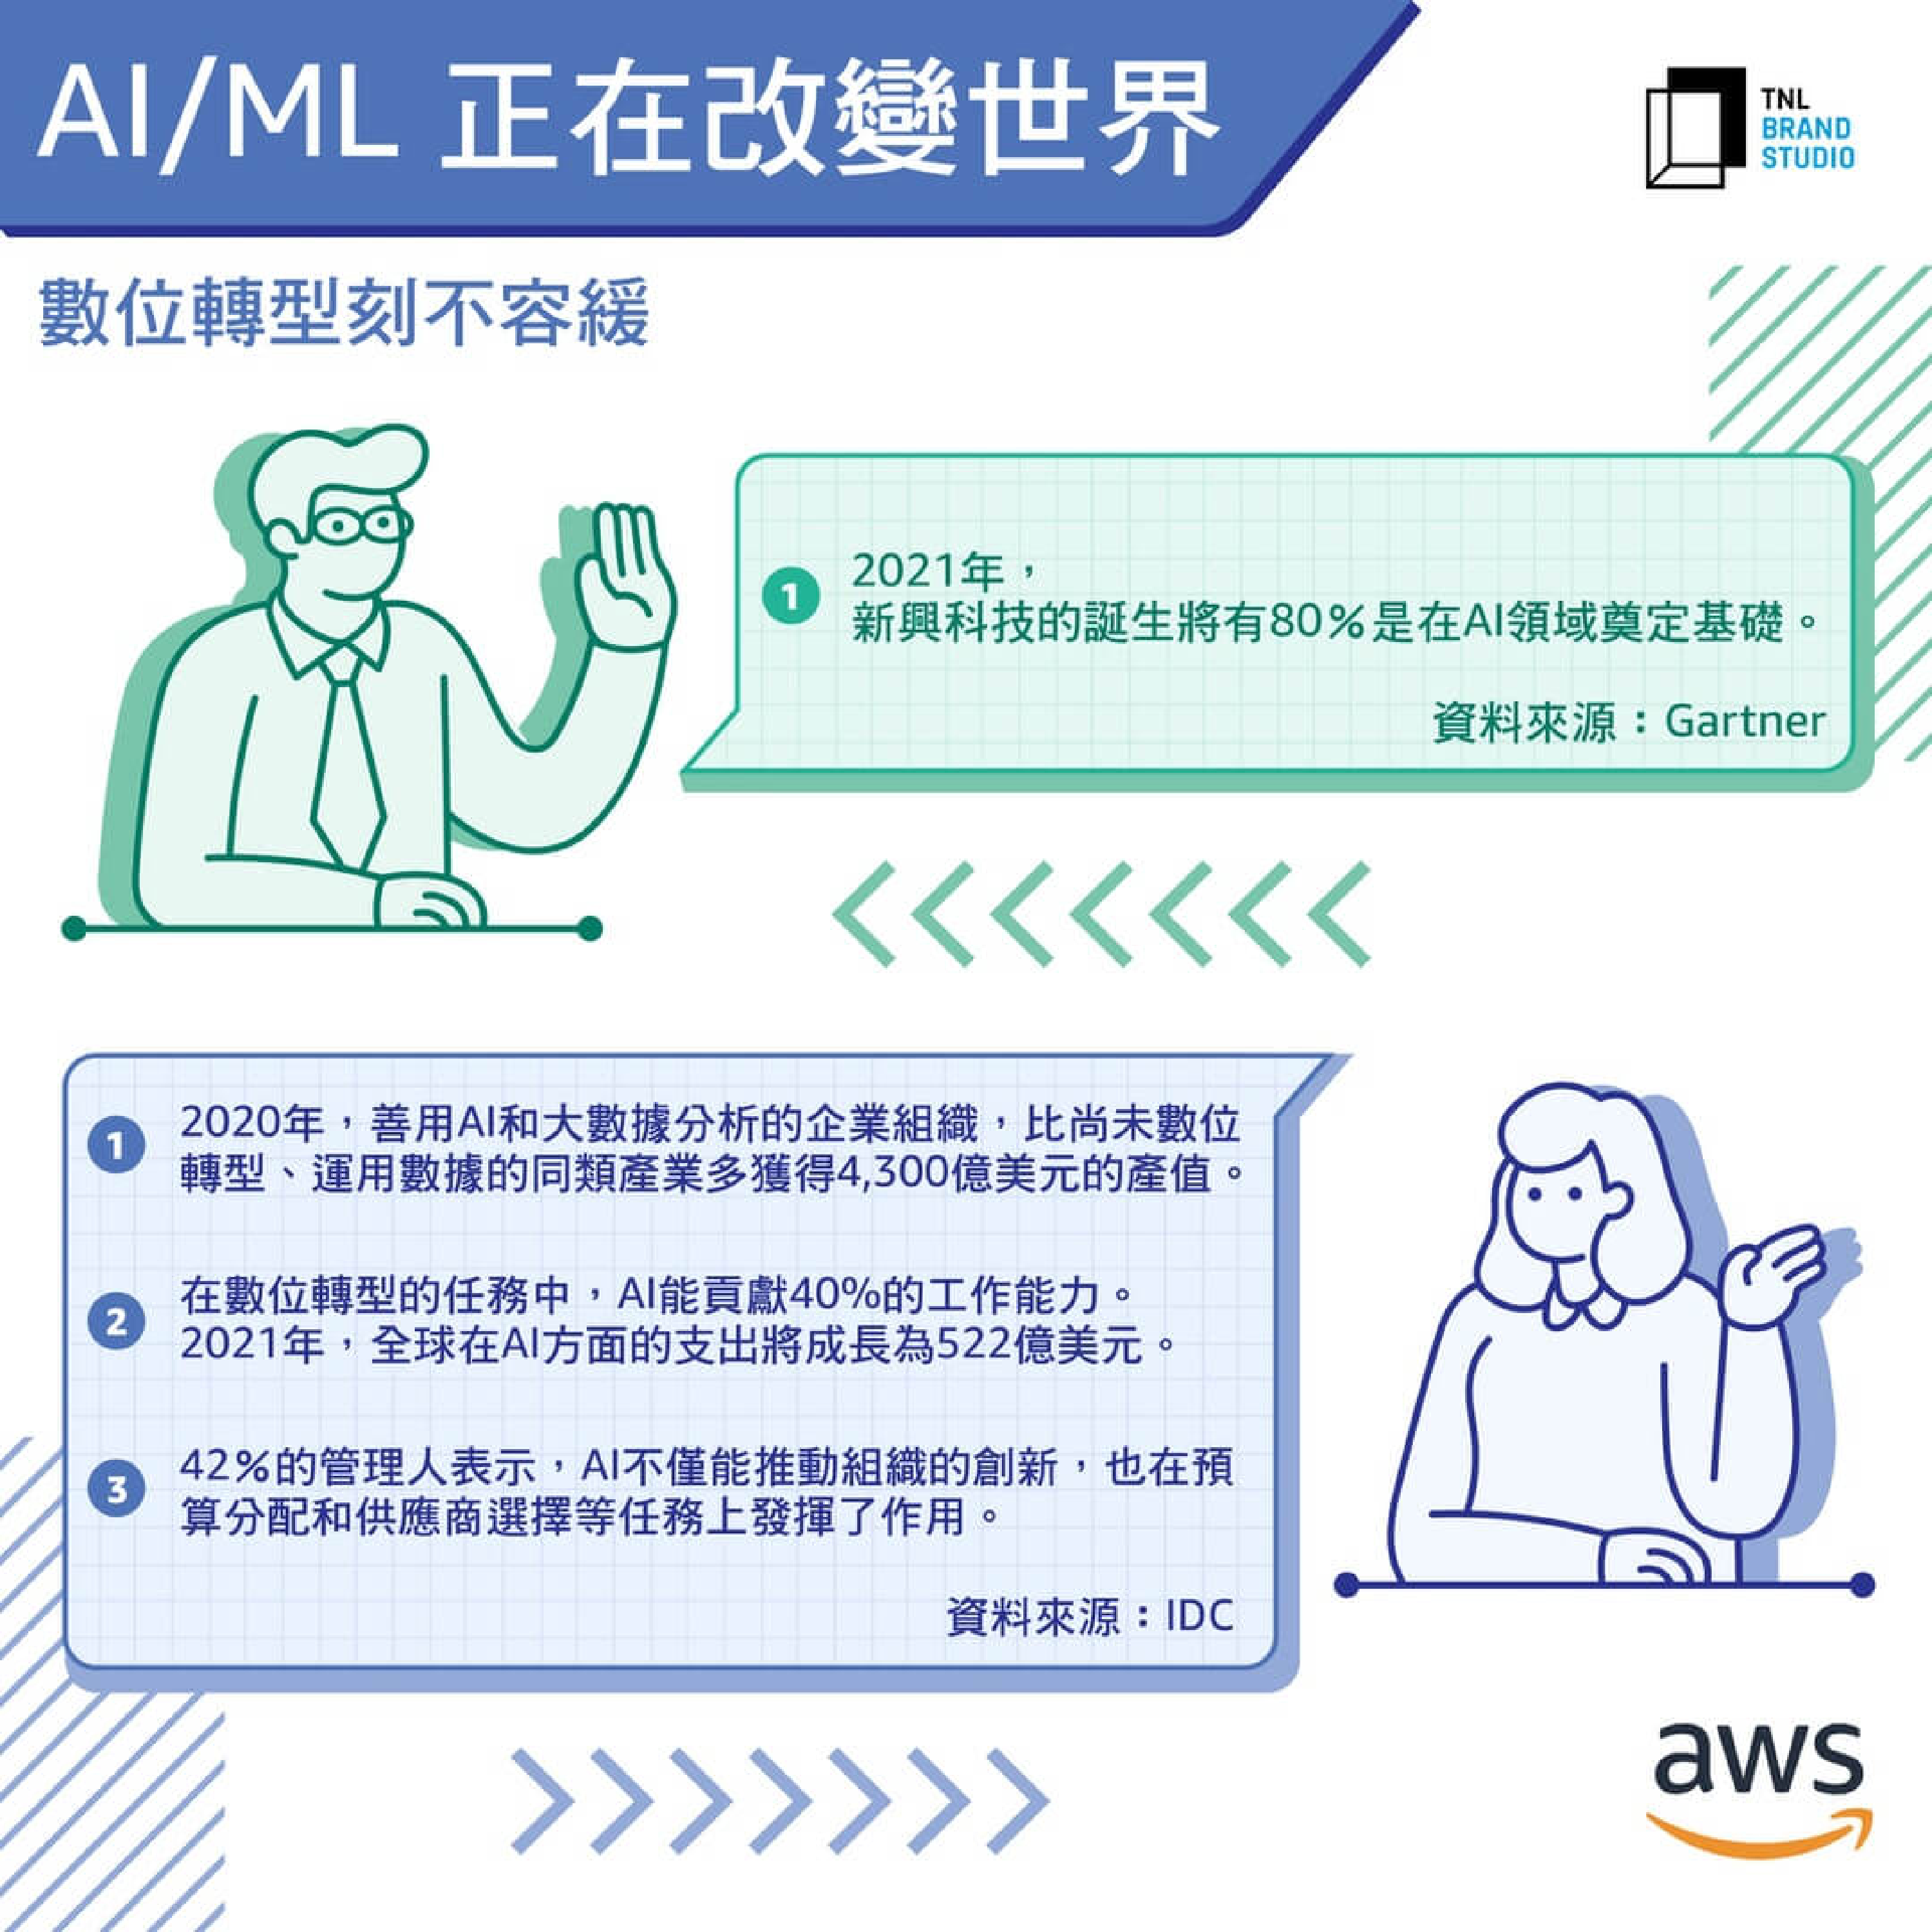 AI/ML 正在改變世界
TNL
BRAND
STUDIO
數位轉型刻不容緩
1
2021年，
新興科技的誕生將有80%是在AI領域奠定基礎。
資料來源：Gartner
1
2020年，善用AI和大數據分析的企業組織，比尚未數位
轉型、運用數據的同類產業多獲得4,300億美元的產值。
2
在數位轉型的任務中，AI能貢獻40%的工作能力。
2021年，全球在AI方面的支出將成長為522億美元。
3
42%的管理人表示，AI不僅能推動組織的創新，也在預
算分配和供應商選擇等任務上發揮了作用。
資料來源：IDC
aws